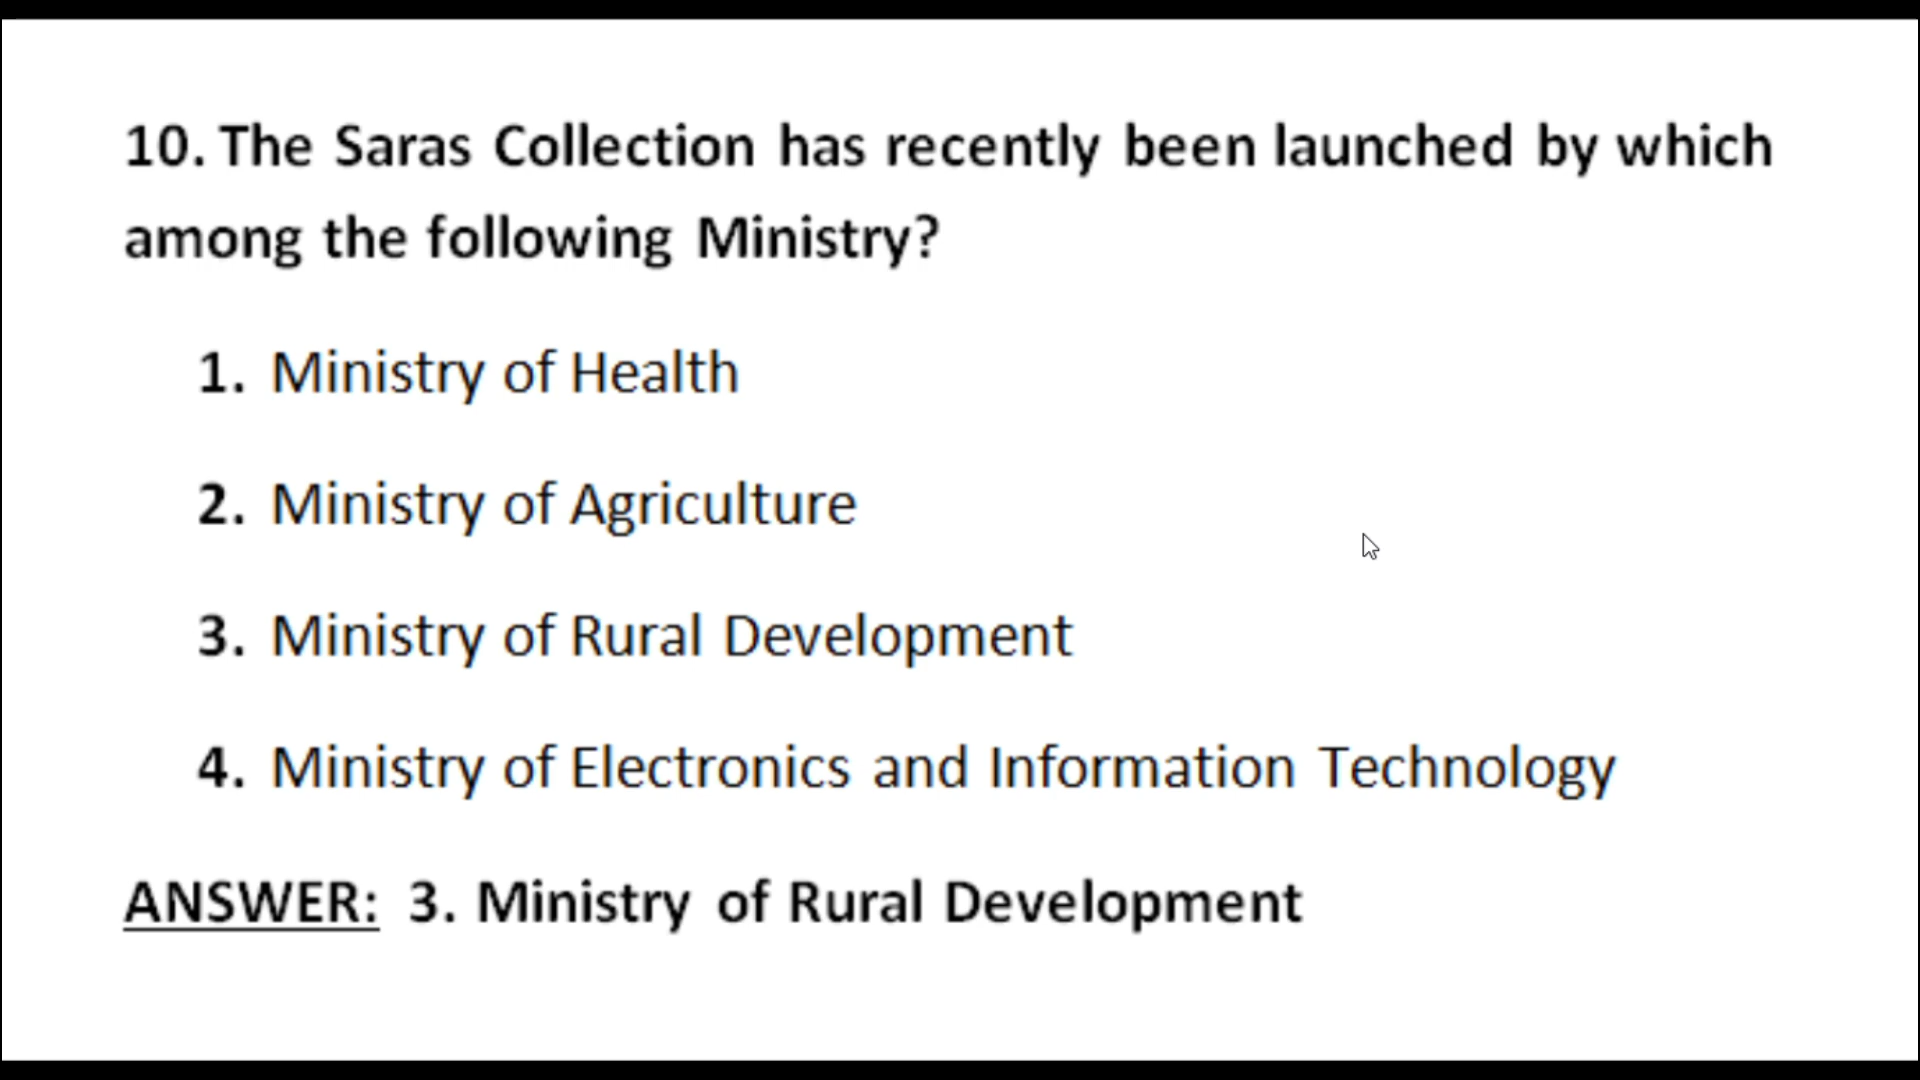 10. The Saras Collection has recently been launched by which
among the following Ministry?
1. Ministry of Health
2. Ministry of Agriculture
3. Ministry of Rural Development
4. Ministry of Electronics and Information Technology
ANSWER: 3. Ministry of Rural Development